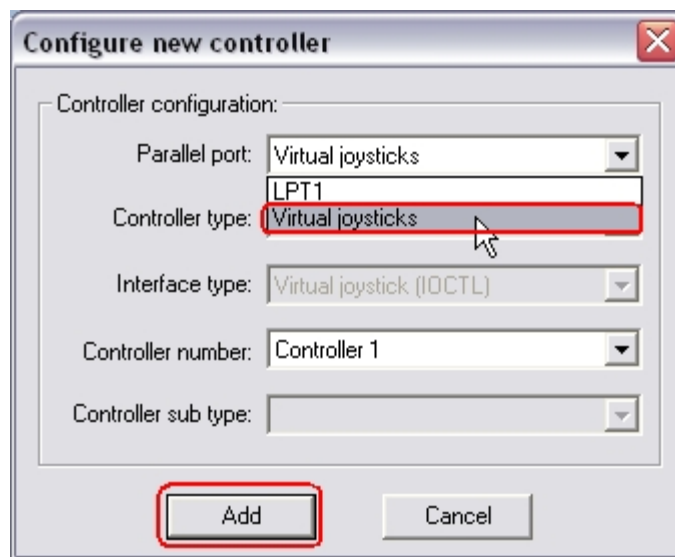 Configure new controller
Controller configuration:
Parallel port: Virtual joysticks
LPT1
Controller type: Virtual joysticks
Interface type: Virtual joystick (IOCTL)
Controller number: Controller 1
Controller sub type:
Add Cancel